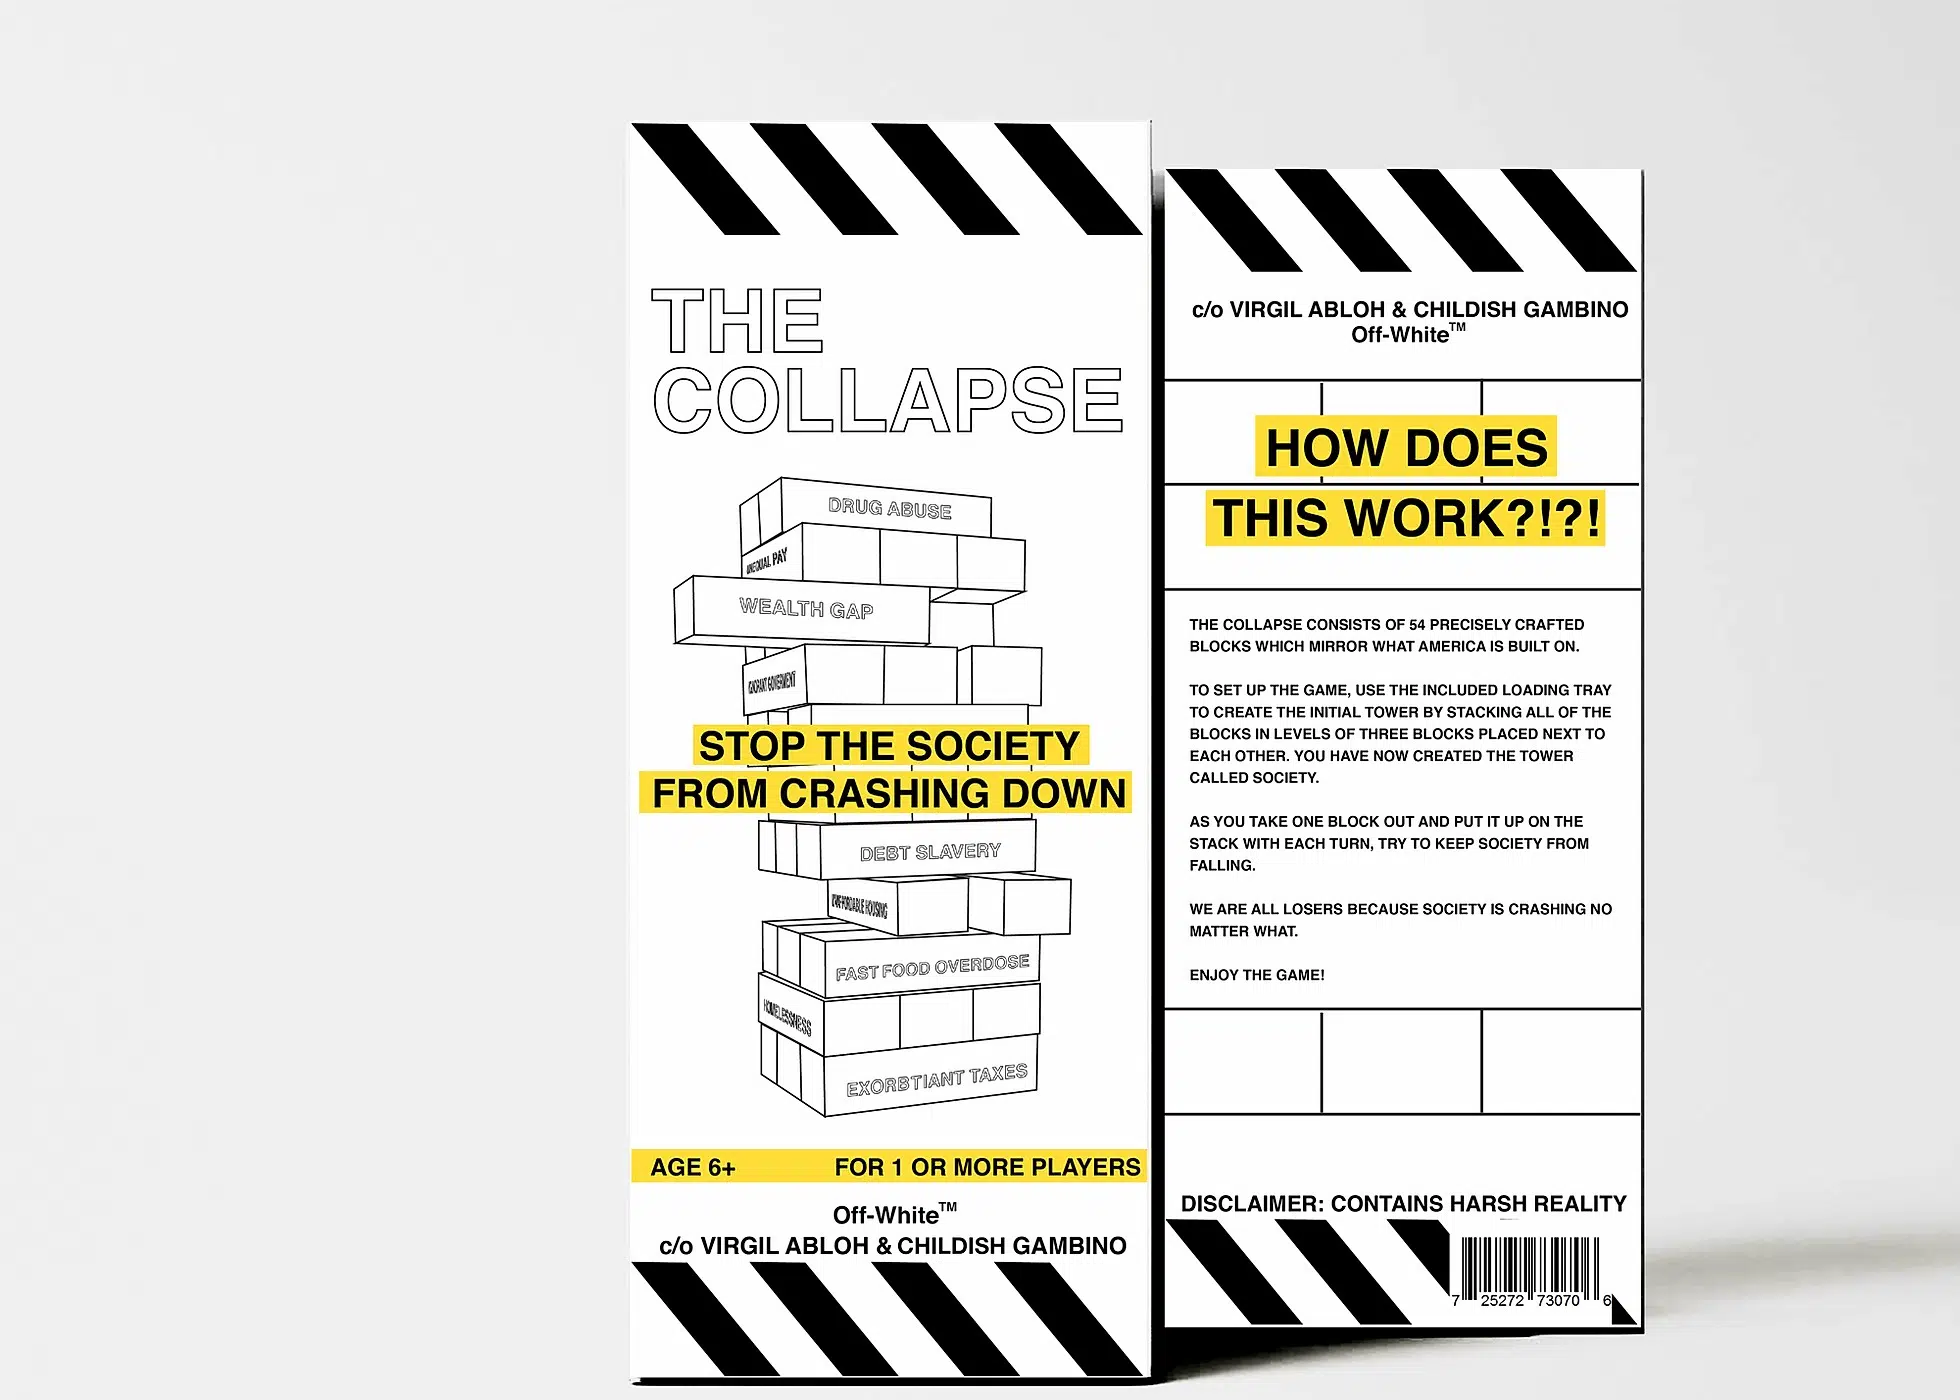 THE
COLLAPSE
DRUG ABUSE
UNEQUAL PAY
WEALTH GAP
IGNORANT GOVERMENT
STOP THE SOCIETY
FROM CRASHING DOWN
DEBT SLAVERY
UNAFFORDABLE HOUSING
FAST FOOD OVERDOSE
HOMELESSNESS
EXORBTIANT TAXES
AGE 6+
FOR 1 OR MORE PLAYERS
Off-White™
c/o VIRGIL ABLOH & CHILDISH GAMBINO
c/o VIRGIL ABLOH & CHILDISH GAMBINO
Off-White™
HOW DOES
THIS WORK?!?!
THE COLLAPSE CONSISTS OF 54 PRECISELY CRAFTED
BLOCKS WHICH MIRROR WHAT AMERICA IS BUILT ON.
TO SET UP THE GAME, USE THE INCLUDED LOADING TRAY
TO CREATE THE INITIAL TOWER BY STACKING ALL OF THE
BLOCKS IN LEVELS OF THREE BLOCKS PLACED NEXT TO
EACH OTHER. YOU HAVE NOW CREATED THE TOWER
CALLED SOCIETY.
AS YOU TAKE ONE BLOCK OUT AND PUT IT UP ON THE
STACK WITH EACH TURN, TRY TO KEEP SOCIETY FROM
FALLING.
WE ARE ALL LOSERS BECAUSE SOCIETY IS CRASHING NO
MATTER WHAT.
ENJOY THE GAME!
DISCLAIMER: CONTAINS HARSH REALITY
7 25272 73070 6